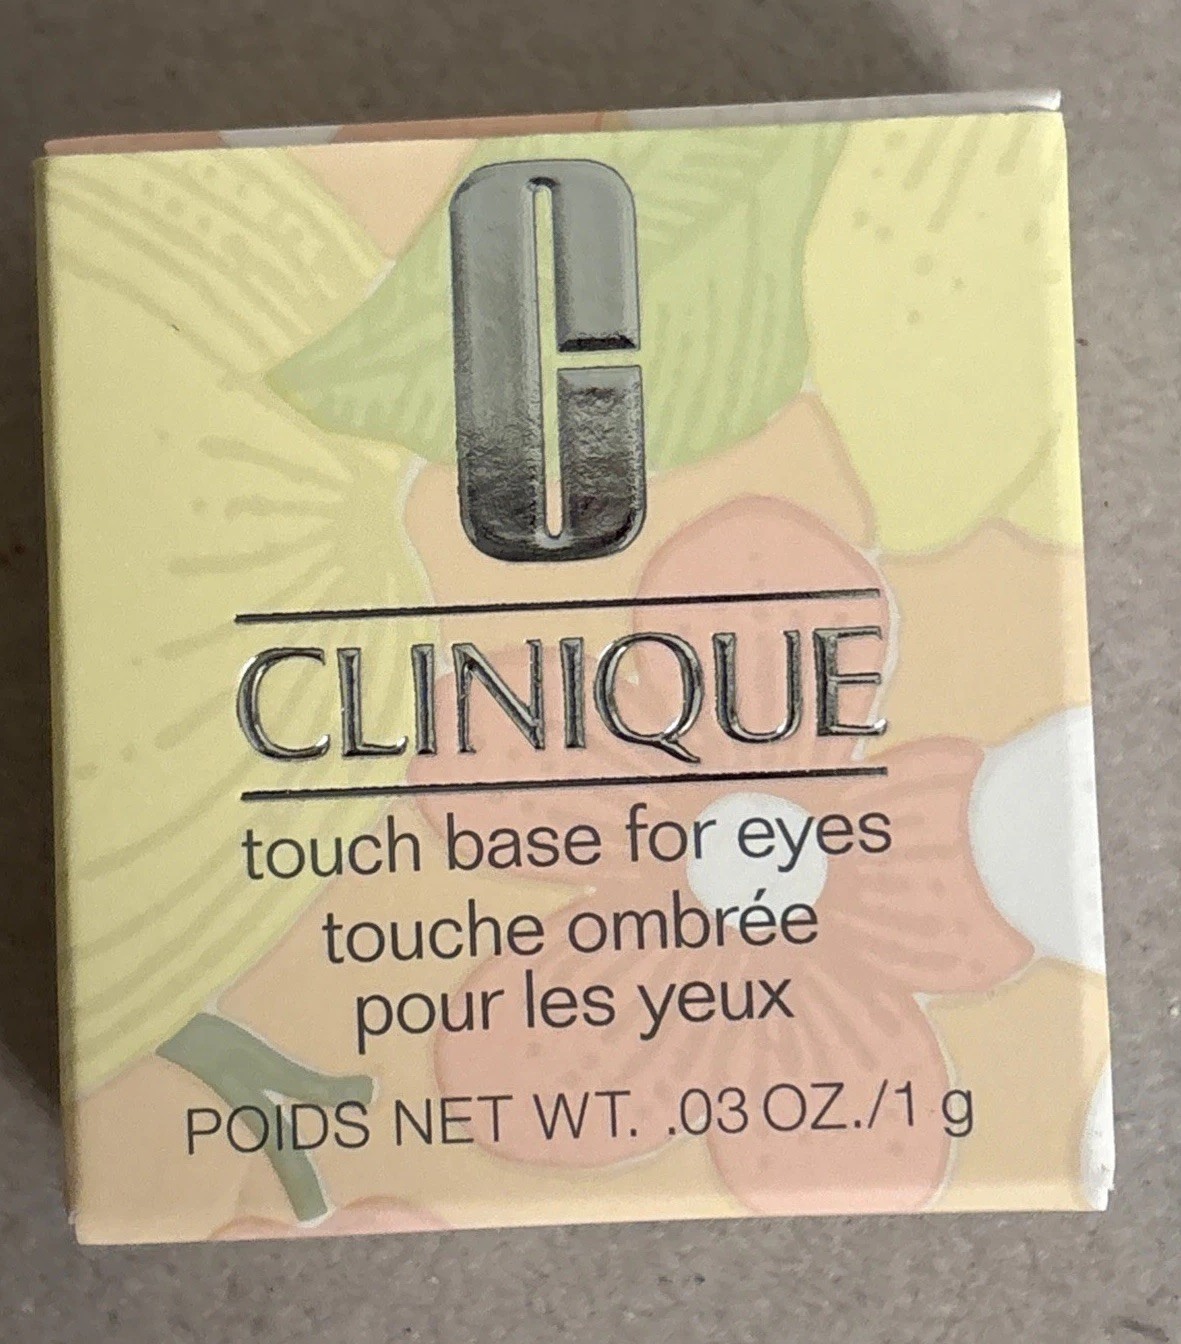 C
CLINIQUE
touch base for eyes
touche ombrée
pour les yeux
POIDS NET WT. .03 OZ./1 g